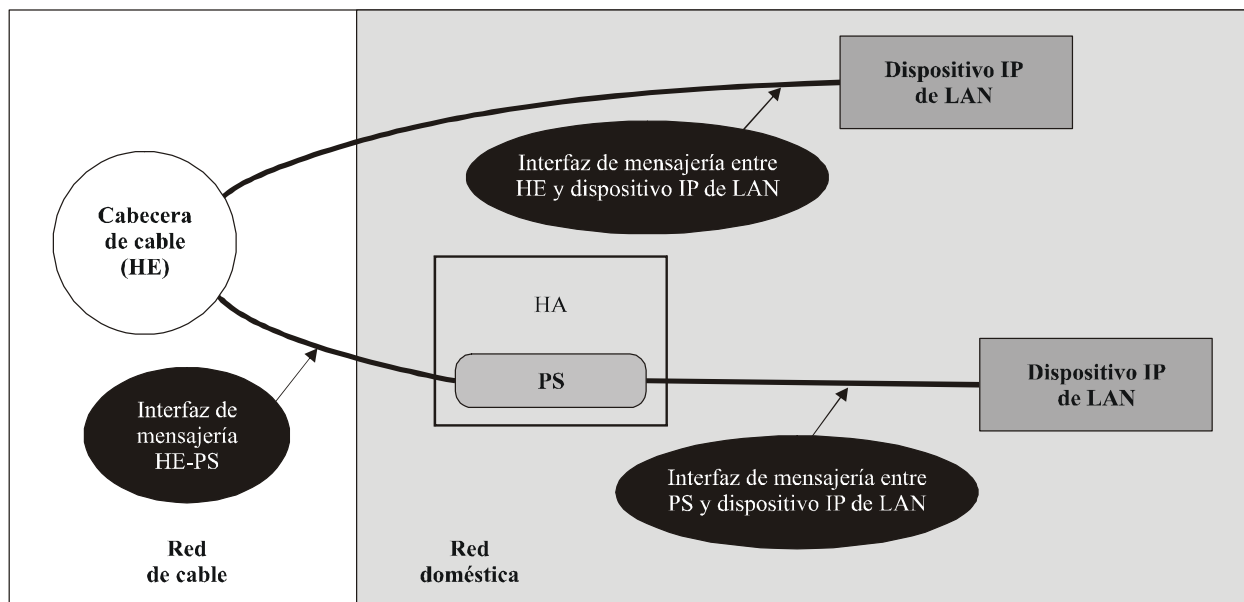 Dispositivo IP
de LAN
Interfaz de mensajería entre
HE y dispositivo IP de LAN
Cabecera
de cable
(HE)
HA
PS
Dispositivo IP
de LAN
Interfaz de
mensajería
HE-PS
Interfaz de mensajería entre
PS y dispositivo IP de LAN
Red
de cable
Red
doméstica